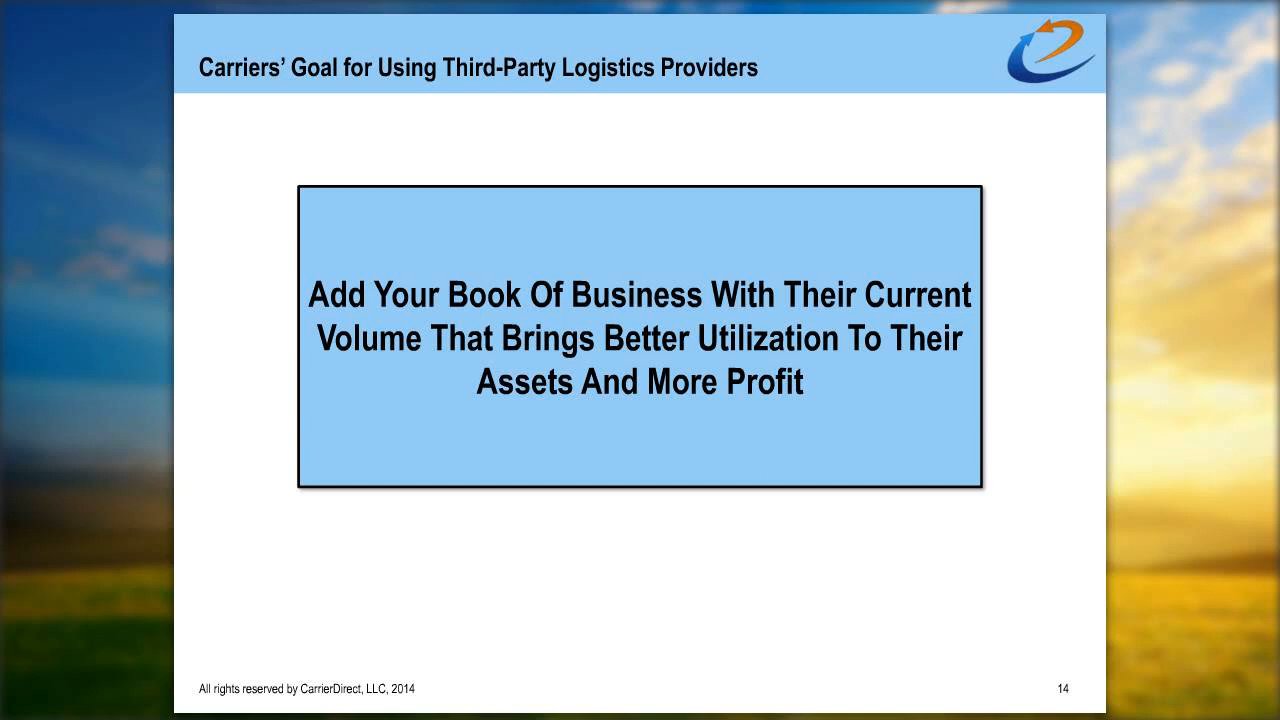 Carriers’ Goal for Using Third-Party Logistics Providers
Add Your Book Of Business With Their Current
Volume That Brings Better Utilization To Their
Assets And More Profit
All rights reserved by CarrierDirect, LLC, 2014
14